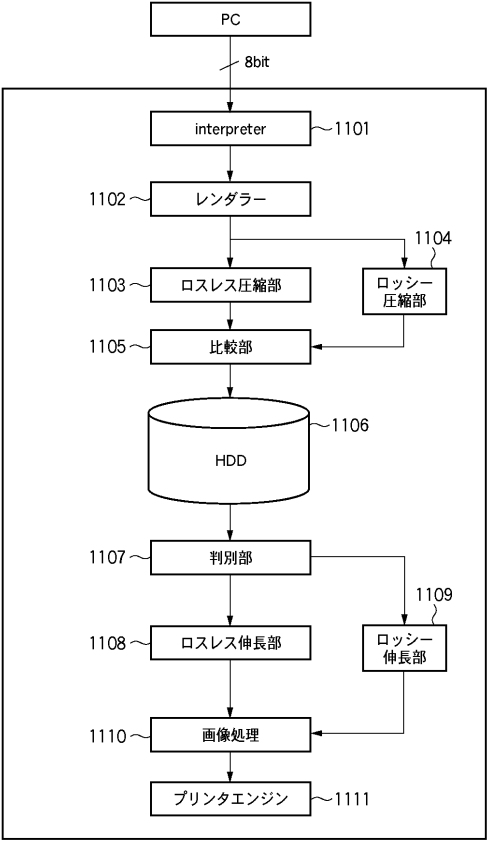 PC
8bit
interpreter
1101
1102
レンダラー
1104
1103
ロスレス圧縮部
ロッシー
圧縮部
1105
比較部
1106
HDD
1107
判別部
1109
1108
ロスレス伸長部
ロッシー
伸長部
1110
画像処理
プリンタエンジン
1111